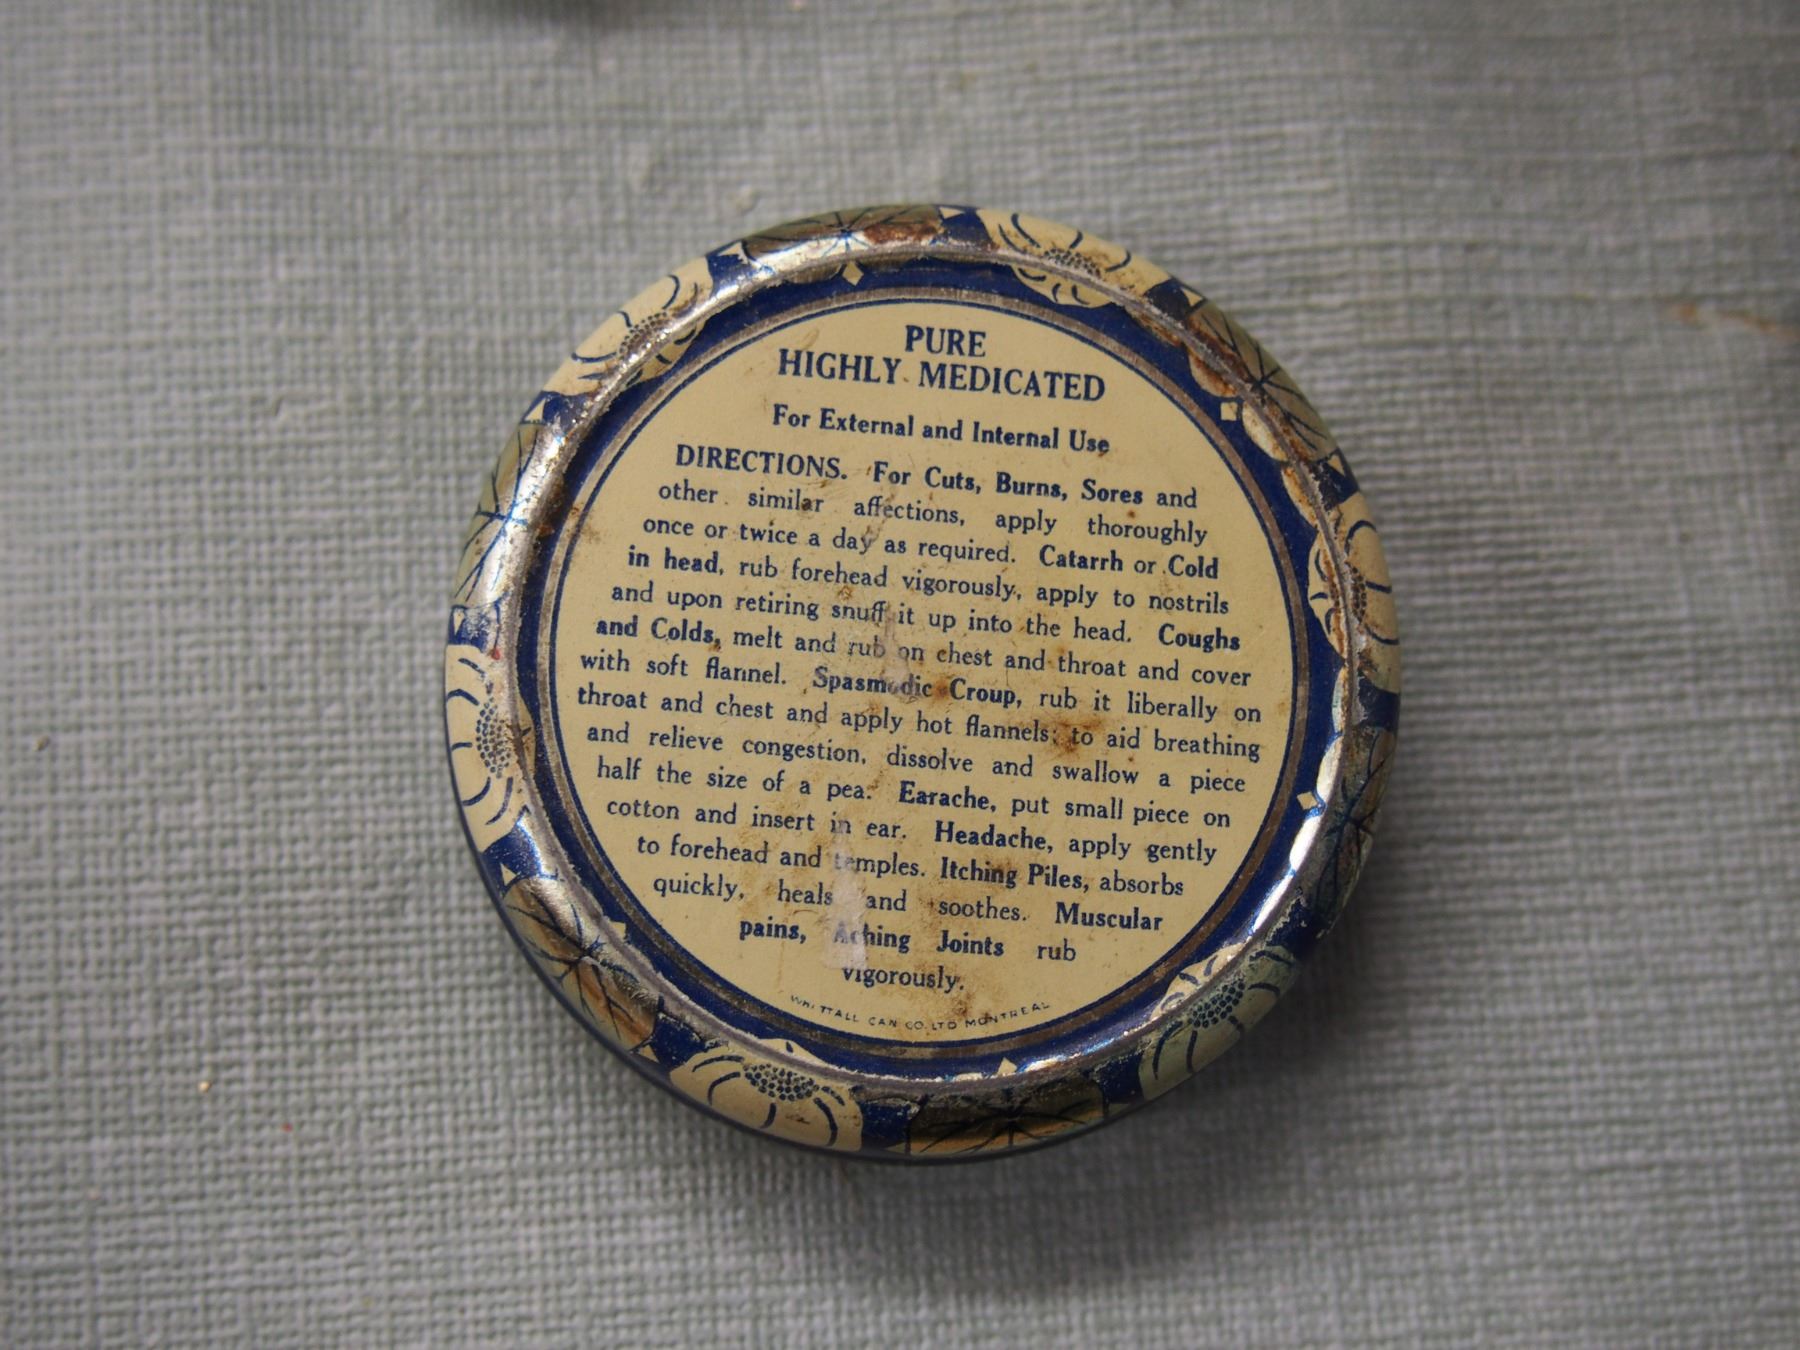 PURE
HIGHLY MEDICATED
For External and Internal Use
DIRECTIONS. For Cuts, Burns, Sores and
other similar affections, apply thoroughly
once or twice a day as required. Catarrh or Cold
in head, rub forehead vigorously, apply to nostrils
and upon retiring snuff it up into the head. Coughs
and Colds, melt and rub on chest and throat and cover
with soft flannel. Spasmodic Croup, rub it liberally on
throat and chest and apply hot flannels; to aid breathing
and relieve congestion, dissolve and swallow a piece
half the size of a pea. Earache, put small piece on
cotton and insert in ear. Headache, apply gently
to forehead and temples. Itching Piles, absorbs
quickly, heals and soothes. Muscular
pains, Aching Joints rub
vigorously.
WHITTALL CAN CO. LTD MONTREAL